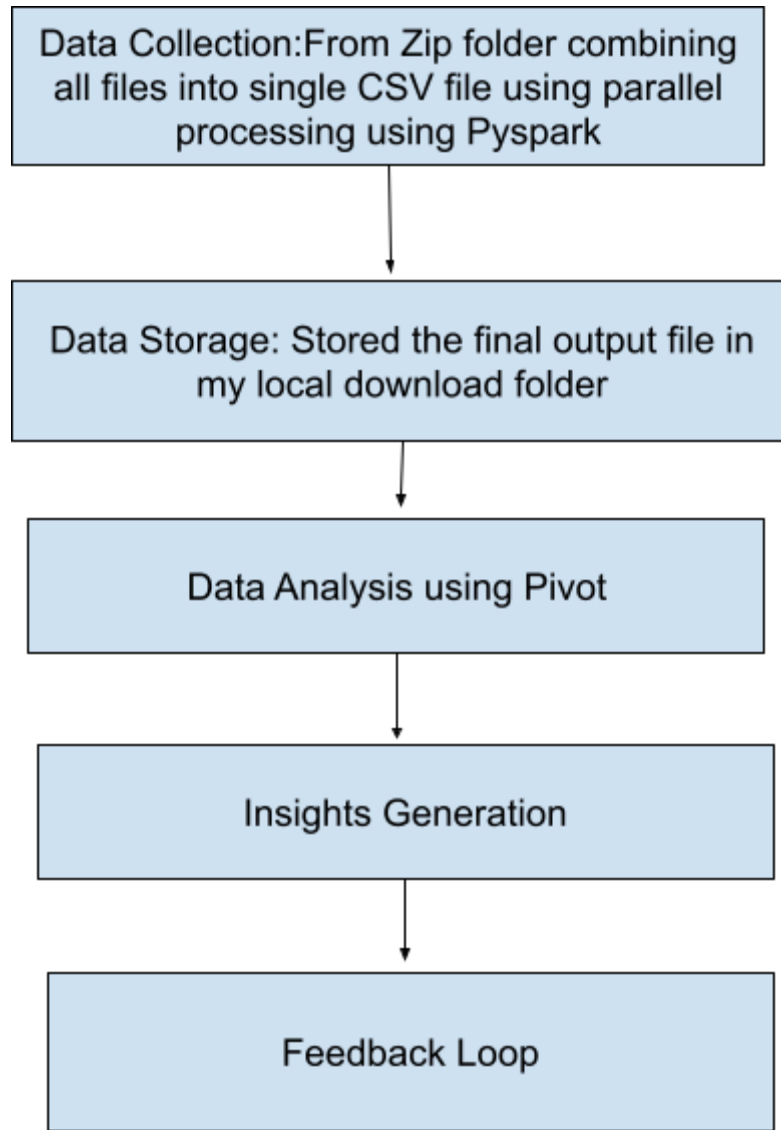 Data Collection:From Zip folder combining
all files into single CSV file using parallel
processing using Pyspark
Data Storage: Stored the final output file in
my local download folder
Data Analysis using Pivot
Insights Generation
Feedback Loop